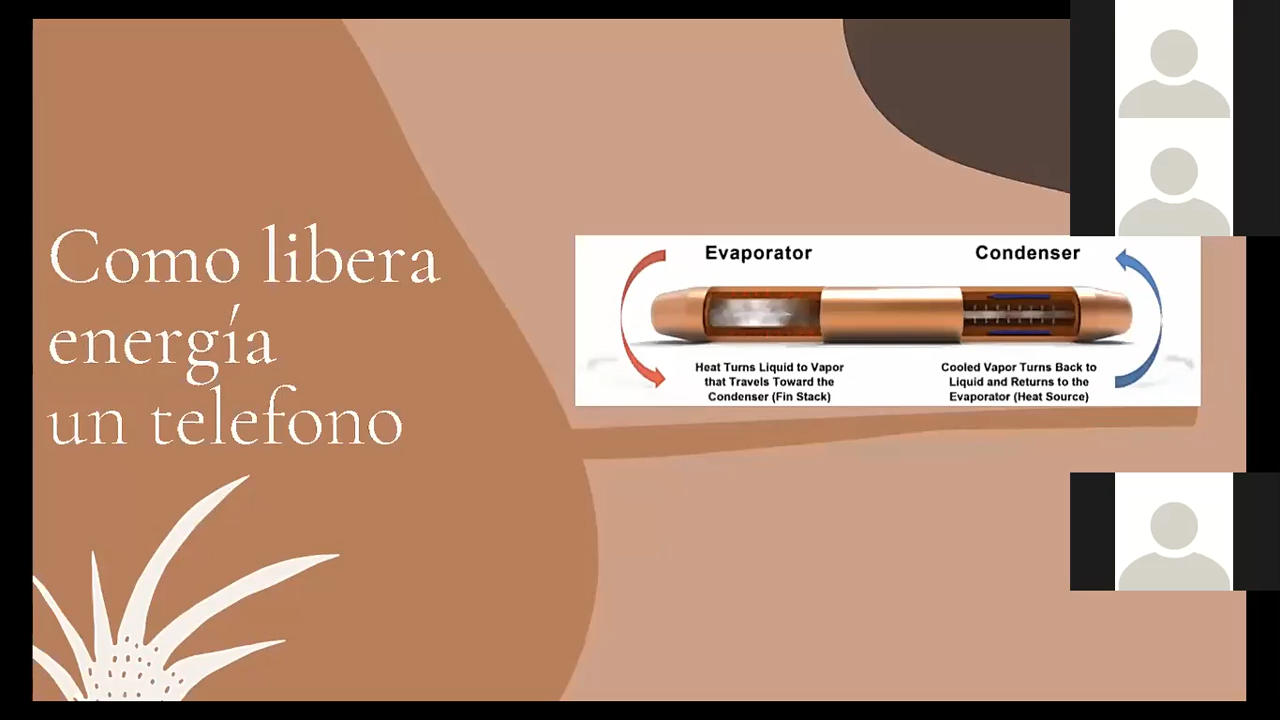 Como libera
energía
un telefono
Evaporator
Heat Turns Liquid to Vapor
that Travels Toward the
Condenser (Fin Stack)
Condenser
Cooled Vapor Turns Back to
Liquid and Returns to the
Evaporator (Heat Source)